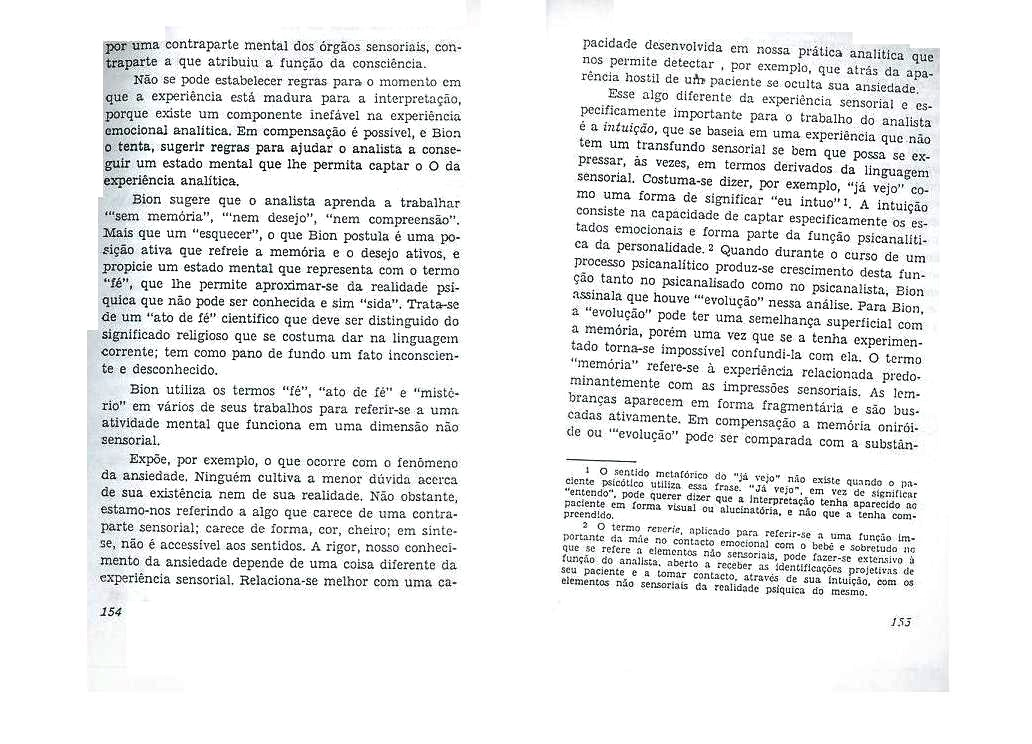 por uma contraparte mental dos órgãos sensoriais, con-
traparte a que atribuiu a função da consciência.
Não se pode estabelecer regras para o momento em
que a experiência está madura para a interpretação,
porque existe um componente inefável na experiência
emocional analítica. Em compensação é possível, e Bion
o tenta, sugerir regras para ajudar o analista a conse-
guir um estado mental que lhe permita captar o O da
experiência analítica.
Bion sugere que o analista aprenda a trabalhar
"'sem memória", "'nem desejo", "nem compreensão".
Mais que um "esquecer", o que Bion postula é uma po-
sição ativa que refreie a memória e o desejo ativos, e
propicie um estado mental que representa com o termo
"fé", que lhe permite aproximar-se da realidade psí-
quica que não pode ser conhecida e sim "sida". Trata-se
de um "ato de fé" científico que deve ser distinguido do
significado religioso que se costuma dar na linguagem
corrente; tem como pano de fundo um fato inconscien-
te e desconhecido.
Bion utiliza os termos "fé", "ato de fé" e "misté-
rio" em vários de seus trabalhos para referir-se a uma
atividade mental que funciona em uma dimensão não
sensorial.
Expõe, por exemplo, o que ocorre com o fenômeno
da ansiedade. Ninguém cultiva a menor dúvida acerca
de sua existência nem de sua realidade. Não obstante,
estamo-nos referindo a algo que carece de uma contra-
parte sensorial; carece de forma, cor, cheiro; em sínte-
se, não é accessível aos sentidos. A rigor, nosso conheci-
mento da ansiedade depende de uma coisa diferente da
experiência sensorial. Relaciona-se melhor com uma ca-
154
pacidade desenvolvida em nossa prática analítica que
nos permite detectar , por exemplo, que atrás da apa-
rência hostil de um paciente se oculta sua ansiedade.
Esse algo diferente da experiência sensorial e es-
pecificamente importante para o trabalho do analista
é a intuição, que se baseia em uma experiência que não
tem um transfundo sensorial se bem que possa se ex-
pressar, às vezes, em termos derivados da linguagem
sensorial. Costuma-se dizer, por exemplo, "já vejo" co-
mo uma forma de significar "eu intuo" 1. A intuição
consiste na capacidade de captar especificamente os es-
tados emocionais e forma parte da função psicanalíti-
ca da personalidade. 2 Quando durante o curso de um
processo psicanalítico produz-se crescimento desta fun-
ção tanto no psicanalisado como no psicanalista, Bion
assinala que houve "'evolução" nessa análise. Para Bion,
a "evolução" pode ter uma semelhança superficial com
a memória, porém uma vez que se a tenha experimen-
tado torna-se impossível confundi-la com ela. O termo
"memória" refere-se à experiência relacionada predo-
minantemente com as impressões sensoriais. As lem-
branças aparecem em forma fragmentária e são bus-
cadas ativamente. Em compensação a memória onirói-
de ou "'evolução" pode ser comparada com a substân-
1 O sentido metafórico do "já vejo" não existe quando o pa-
ciente psicótico utiliza essa frase. "Já vejo", em vez de significar
"entendo", pode querer dizer que a interpretação tenha aparecido ao
paciente em forma visual ou alucinatória, e não que a tenha com-
preendido.
2 O termo reverie, aplicado para referir-se a uma função im-
portante da mãe no contacto emocional com o bebê e sobretudo no
que se refere a elementos não sensoriais, pode fazer-se extensivo à
função do analista, aberto a receber as identificações projetivas de
seu paciente e a tomar contacto, através de sua intuição, com os
elementos não sensoriais da realidade psíquica do mesmo.
155